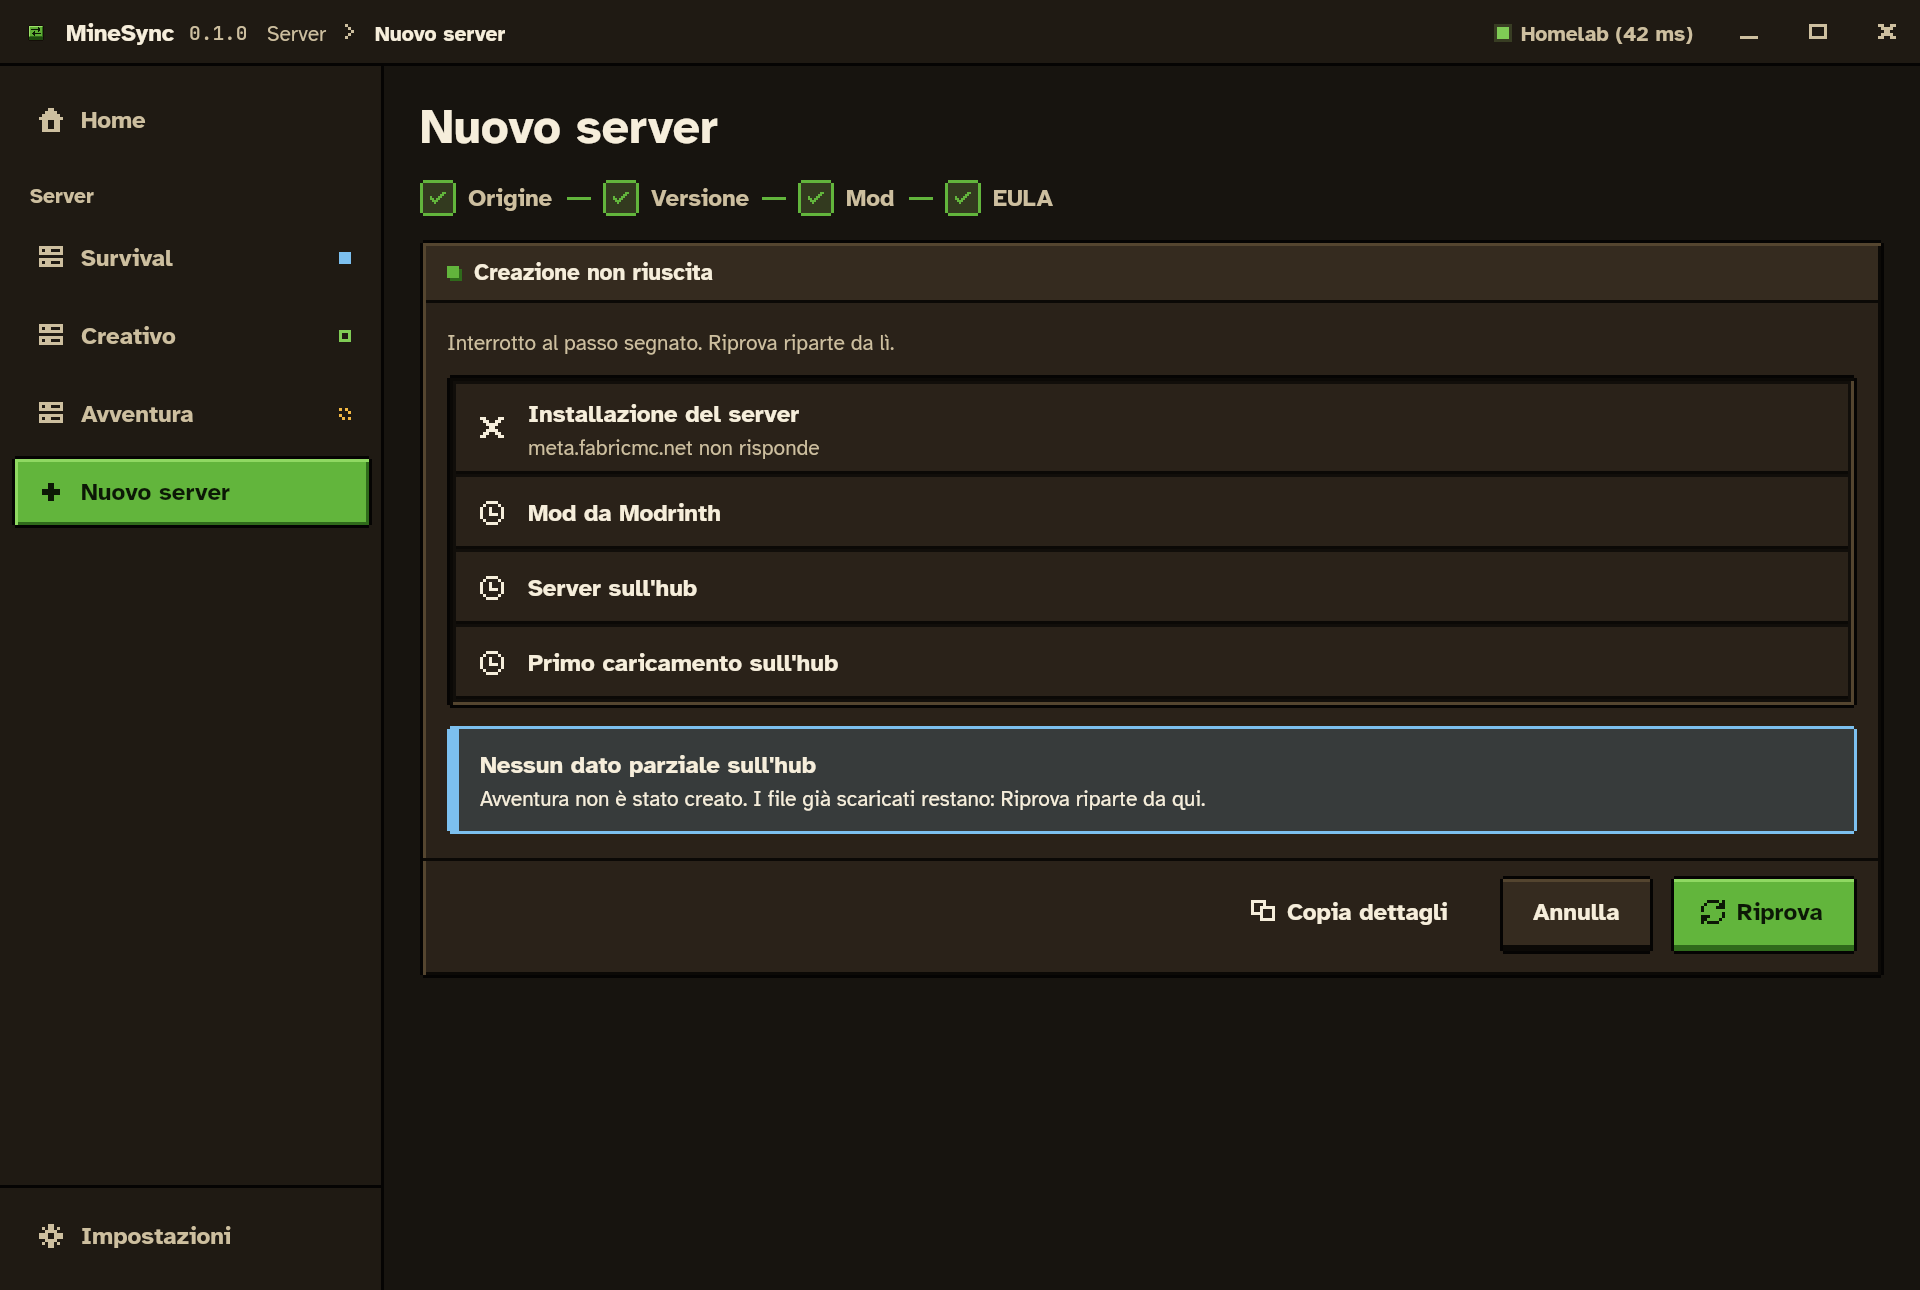 MineSync 0.1.0 Server Nuovo server
Homelab (42 ms)
Home
Server
Survival
Creativo
Avventura
Nuovo server
Impostazioni
Nuovo server
Origine
Versione
Mod
EULA
Creazione non riuscita
Interrotto al passo segnato. Riprova riparte da lì.
Installazione del server
meta.fabricmc.net non risponde
Mod da Modrinth
Server sull'hub
Primo caricamento sull'hub
Nessun dato parziale sull'hub
Avventura non è stato creato. I file già scaricati restano: Riprova riparte da qui.
Copia dettagli
Annulla
Riprova